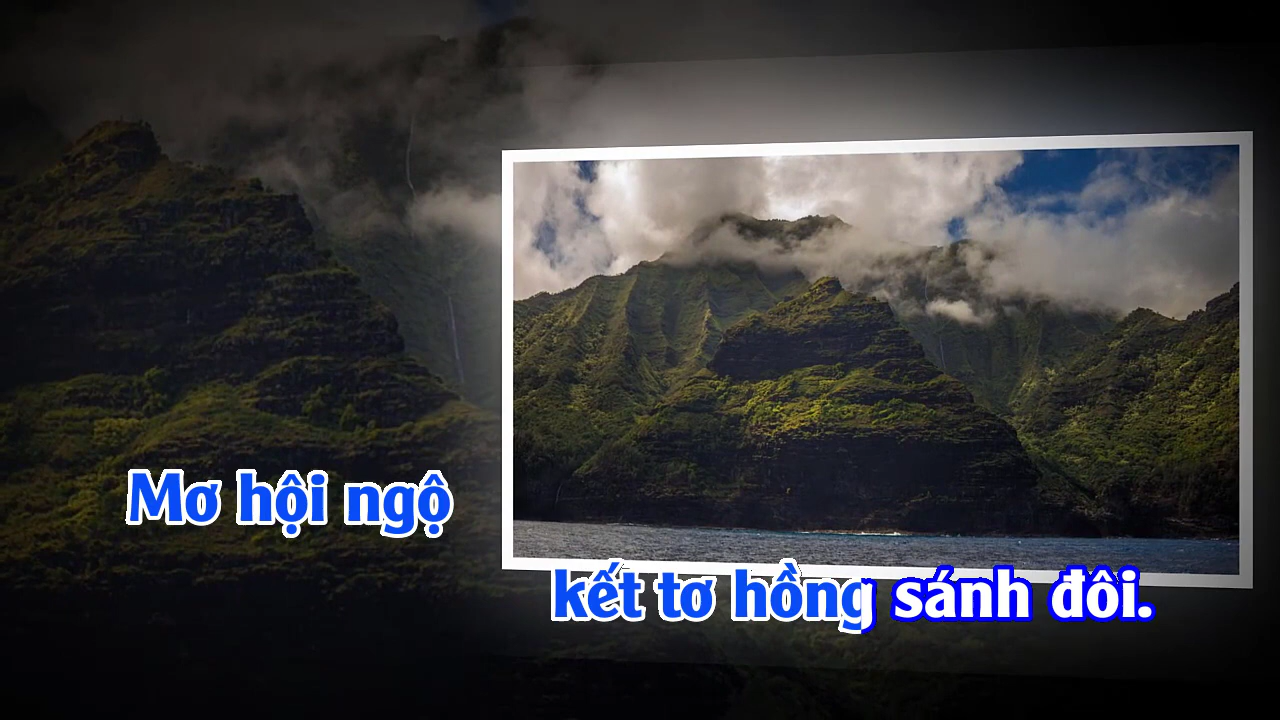 Mơ hội ngộ
kết tơ hồng sánh đôi.